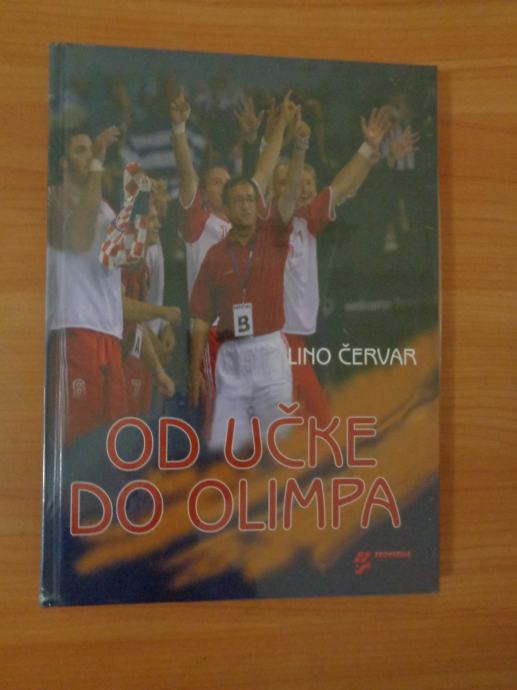 B
LINO ČERVAR
OD UČKE
DO OLIMPA